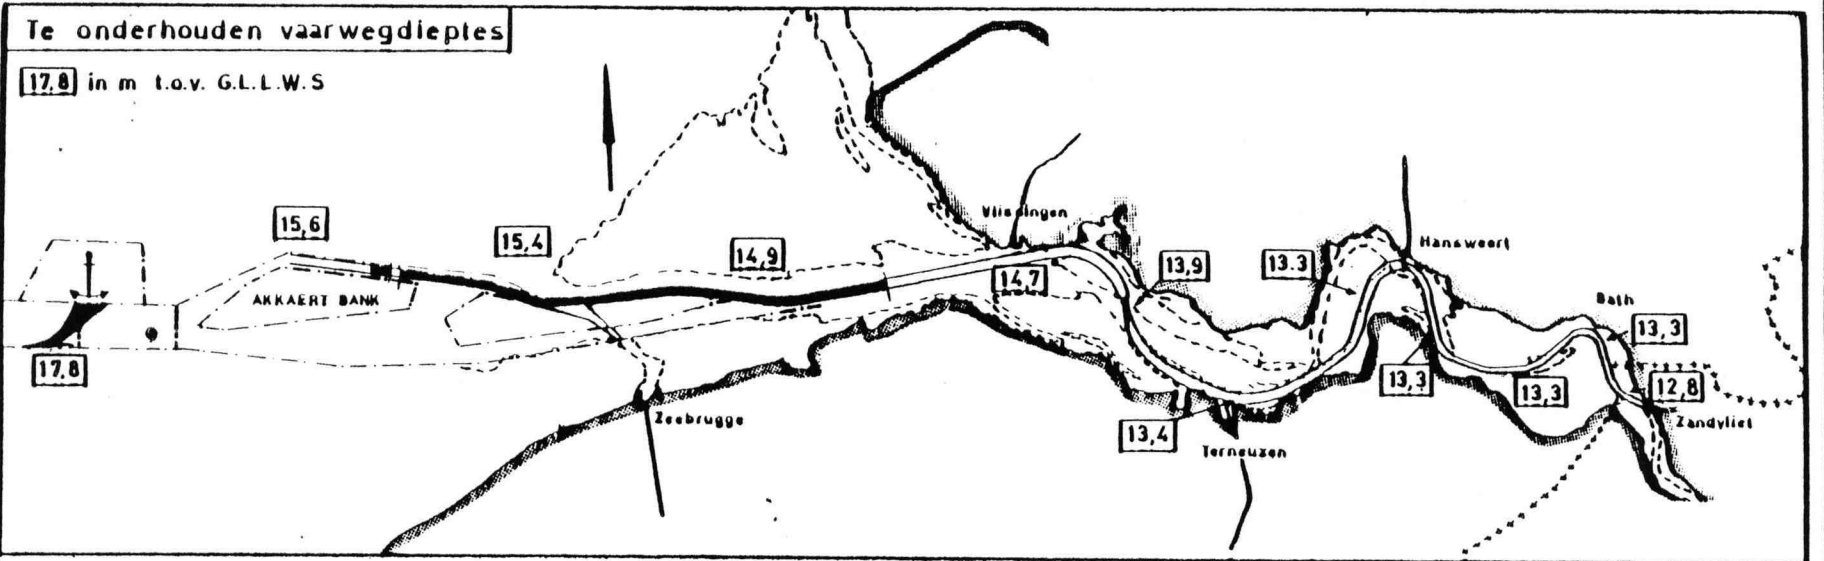 Te onderhouden vaarwegdieptes
17,8 in m t.o.v. G.L.L.W.S
15,6
15,4
14,9
Vlissingen
14,7
13,9
13.3
Hansweert
Bath
13,3
AKKAERT BANK
17,8
Zeebrugge
13,4
Terneuzen
13,3
13,3
12,8
Zandvliet